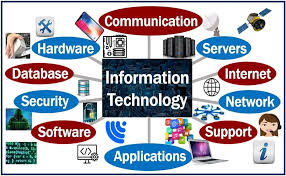 Communication
Hardware
Servers
Database
Information
Technology
Internet
Security
Network
Software
Support
Applications